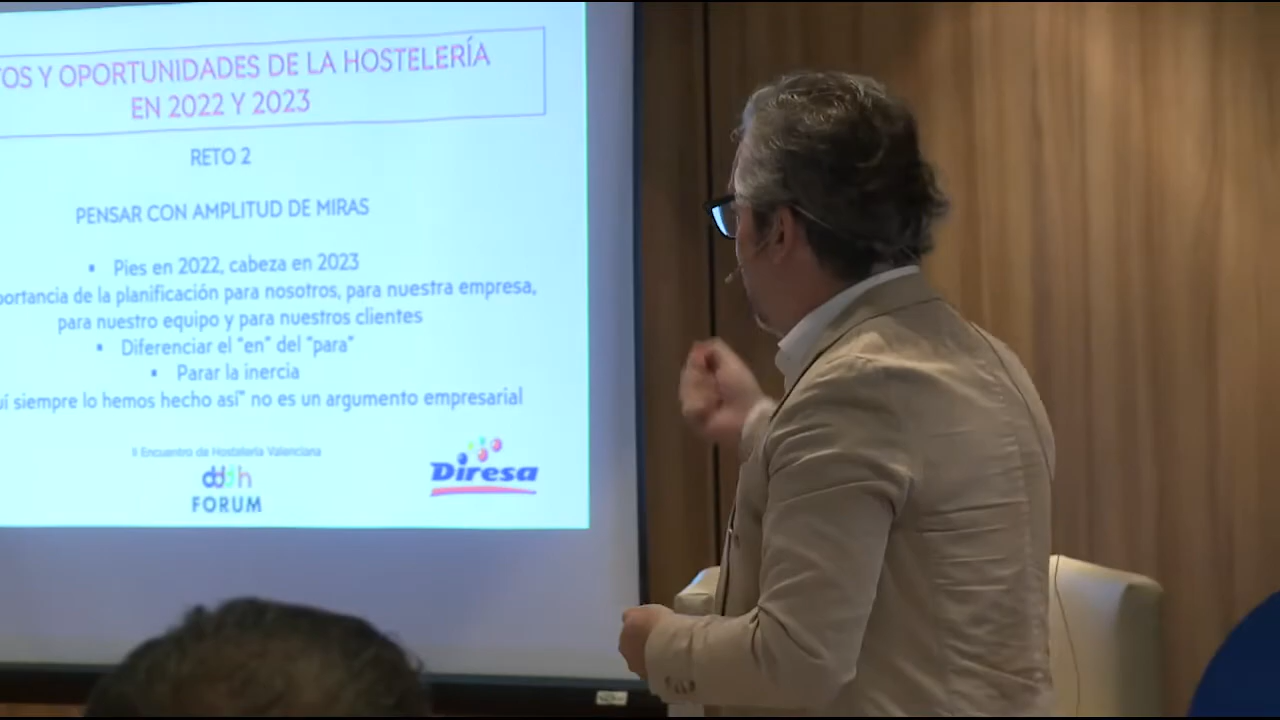 TOS Y OPORTUNIDADES DE LA HOSTELERÍA
EN 2022 Y 2023
RETO 2
PENSAR CON AMPLITUD DE MIRAS
▪ Pies en 2022, cabeza en 2023
portancia de la planificación para nosotros, para nuestra empresa,
para nuestro equipo y para nuestros clientes
▪ Diferenciar el "en" del "para"
▪ Parar la inercia
uí siempre lo hemos hecho así" no es un argumento empresarial
II Encuentro de Hostelería Valenciana
FORUM
Diresa